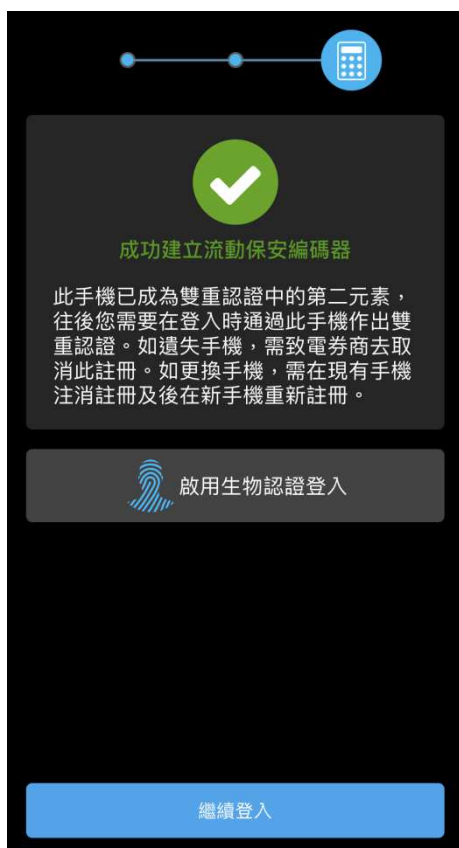 成功建立流動保安編碼器
此手機已成為雙重認證中的第二元素，
往後您需要在登入時通過此手機作出雙
重認證。如遺失手機，需致電券商去取
消此註冊。如更換手機，需在現有手機
注消註冊及後在新手機重新註冊。
啟用生物認證登入
繼續登入